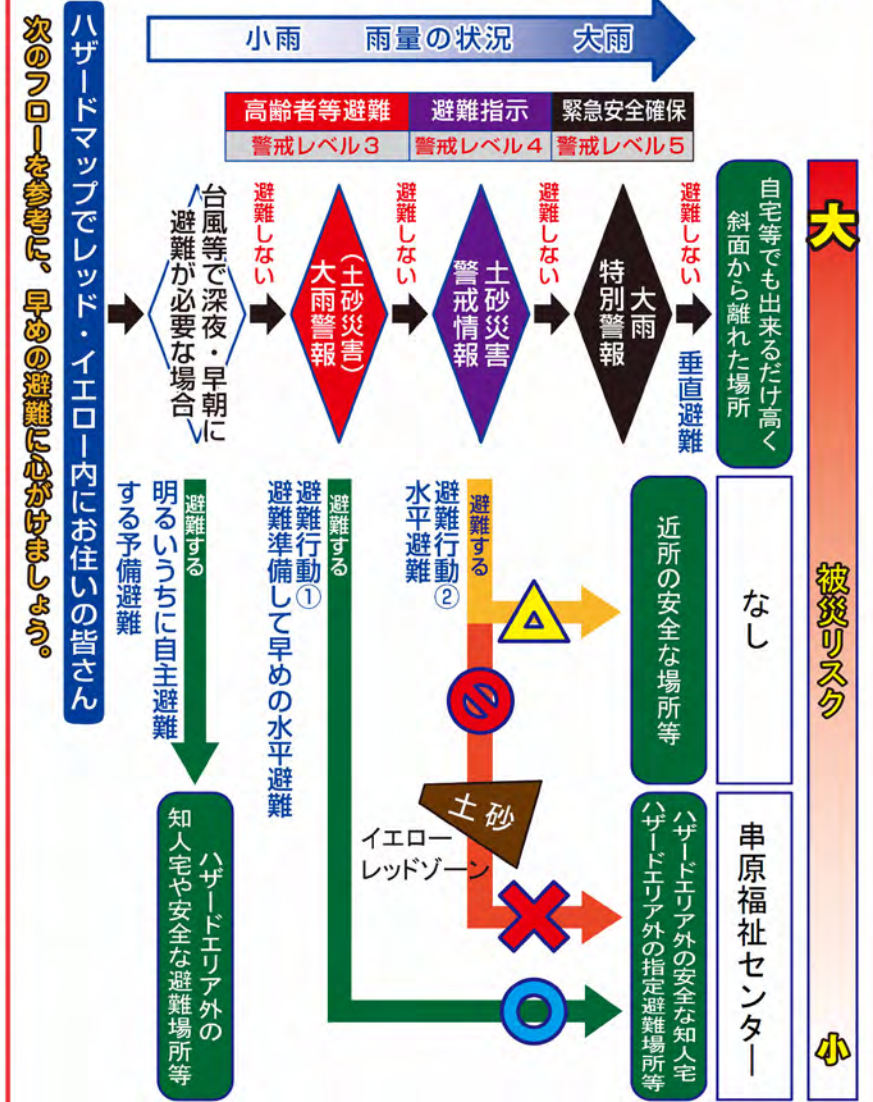 次のフローを参考に、早めの避難に心がけましょう。
ハザードマップでレッド・イエロー内にお住いの皆さん
小雨 雨量の状況 大雨
高齢者等避難 避難指示 緊急安全確保
警戒レベル3 警戒レベル4 警戒レベル5
台風等で深夜・早朝に
避難が必要な場合
避難しない
大雨警報
(土砂災害)
避難しない
土砂災害
警戒情報
避難しない
大雨
特別警報
避難しない
垂直避難
自宅等でも出来るだけ高く
斜面から離れた場所
避難する
明るいうちに自主避難
する予備避難
ハザードエリア外の
知人宅や安全な避難場所等
避難する
避難行動①
避難準備して早めの水平避難
避難する
避難行動②
水平避難
土砂
イエロー
レッドゾーン
近所の安全な場所等
なし
ハザードエリア外の安全な知人宅
ハザードエリア外の指定避難場所等
串原福祉センター
大
被災リスク
小